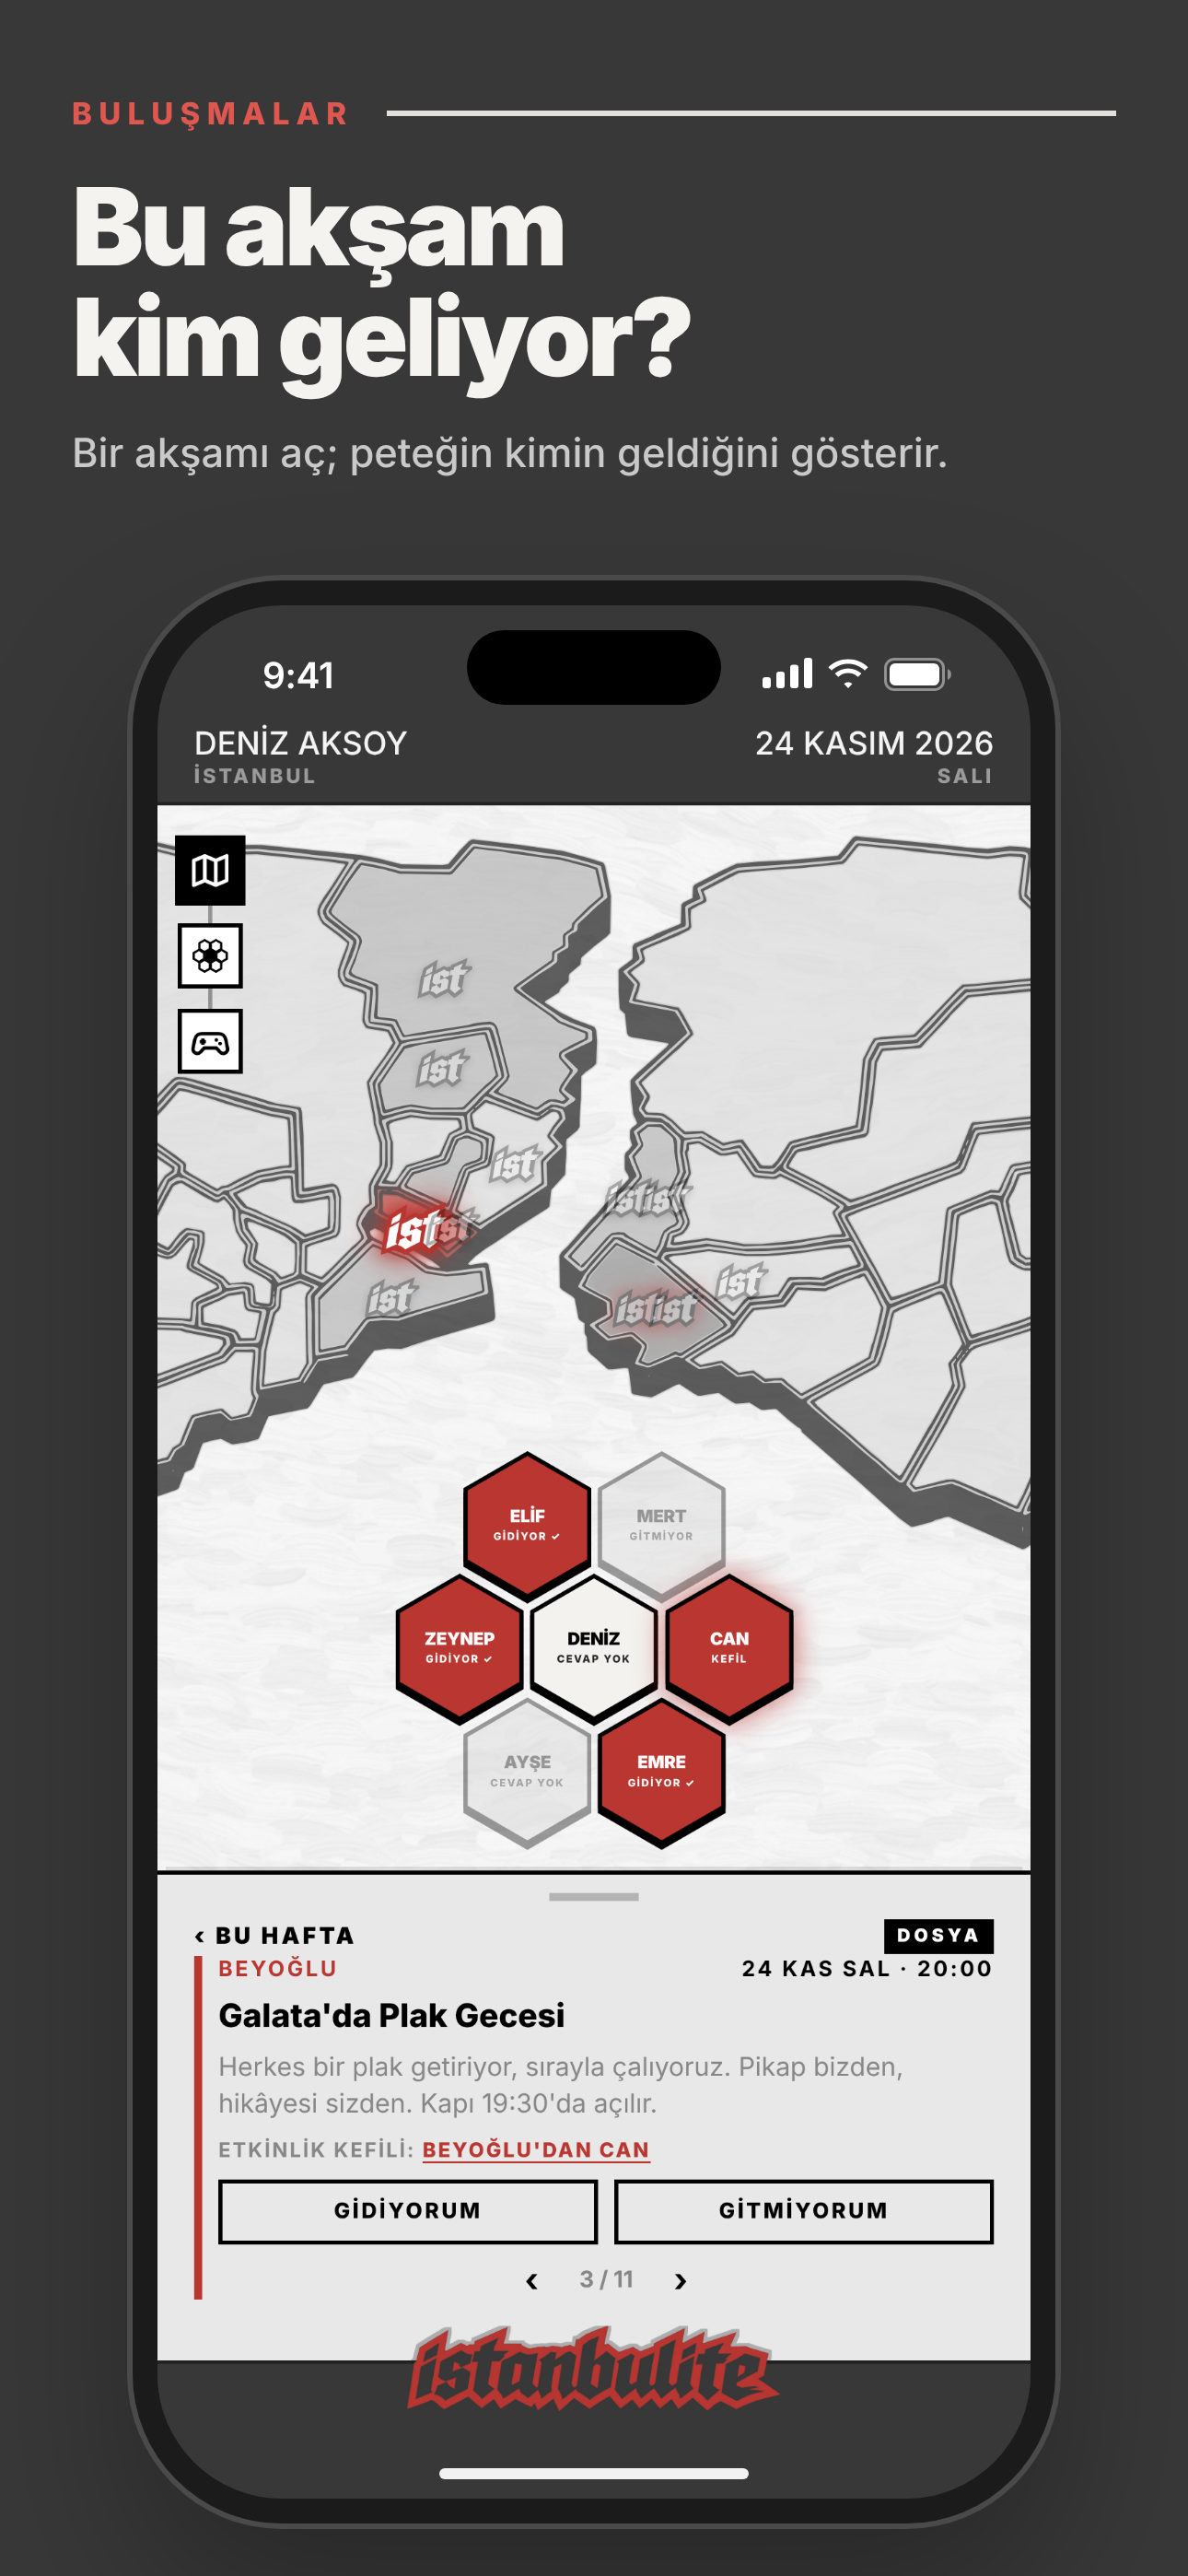 BULUŞMALAR
Bu akşam
kim geliyor?
Bir akşamı aç; peteğin kimin geldiğini gösterir.
9:41
DENİZ AKSOY
24 KASIM 2026
İSTANBUL
SALI
ist
ist
ist
istist
istist
ist
ist
istist
ELİF
GİDİYOR ✓
MERT
GİTMİYOR
ZEYNEP
GİDİYOR ✓
DENİZ
CEVAP YOK
CAN
KEFİL
AYŞE
CEVAP YOK
EMRE
GİDİYOR ✓
‹ BU HAFTA
DOSYA
BEYOĞLU
24 KAS SAL · 20:00
Galata'da Plak Gecesi
Herkes bir plak getiriyor, sırayla çalıyoruz. Pikap bizden,
hikâyesi sizden. Kapı 19:30'da açılır.
ETKİNLİK KEFİLİ: BEYOĞLU'DAN CAN
GİDİYORUM
GİTMİYORUM
‹ 3 / 11 ›
istanbulite